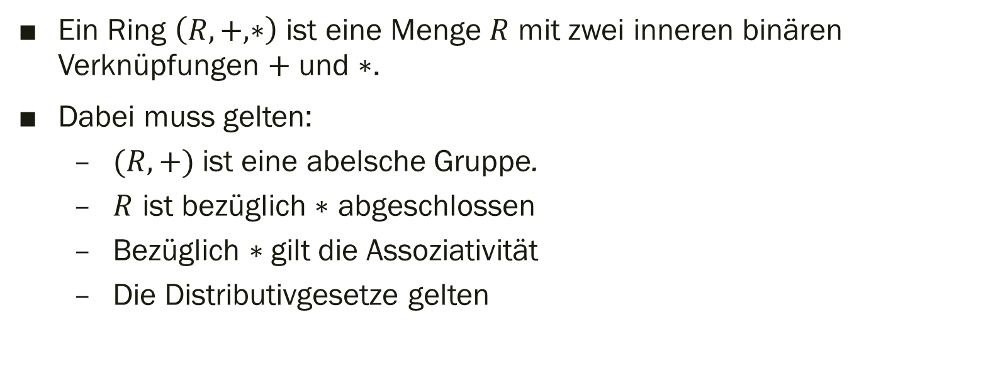 ■ Ein Ring (𝑅, +,∗) ist eine Menge 𝑅 mit zwei inneren binären
Verknüpfungen + und ∗.
■ Dabei muss gelten:
– (𝑅, +) ist eine abelsche Gruppe.
– 𝑅 ist bezüglich ∗ abgeschlossen
– Bezüglich ∗ gilt die Assoziativität
– Die Distributivgesetze gelten